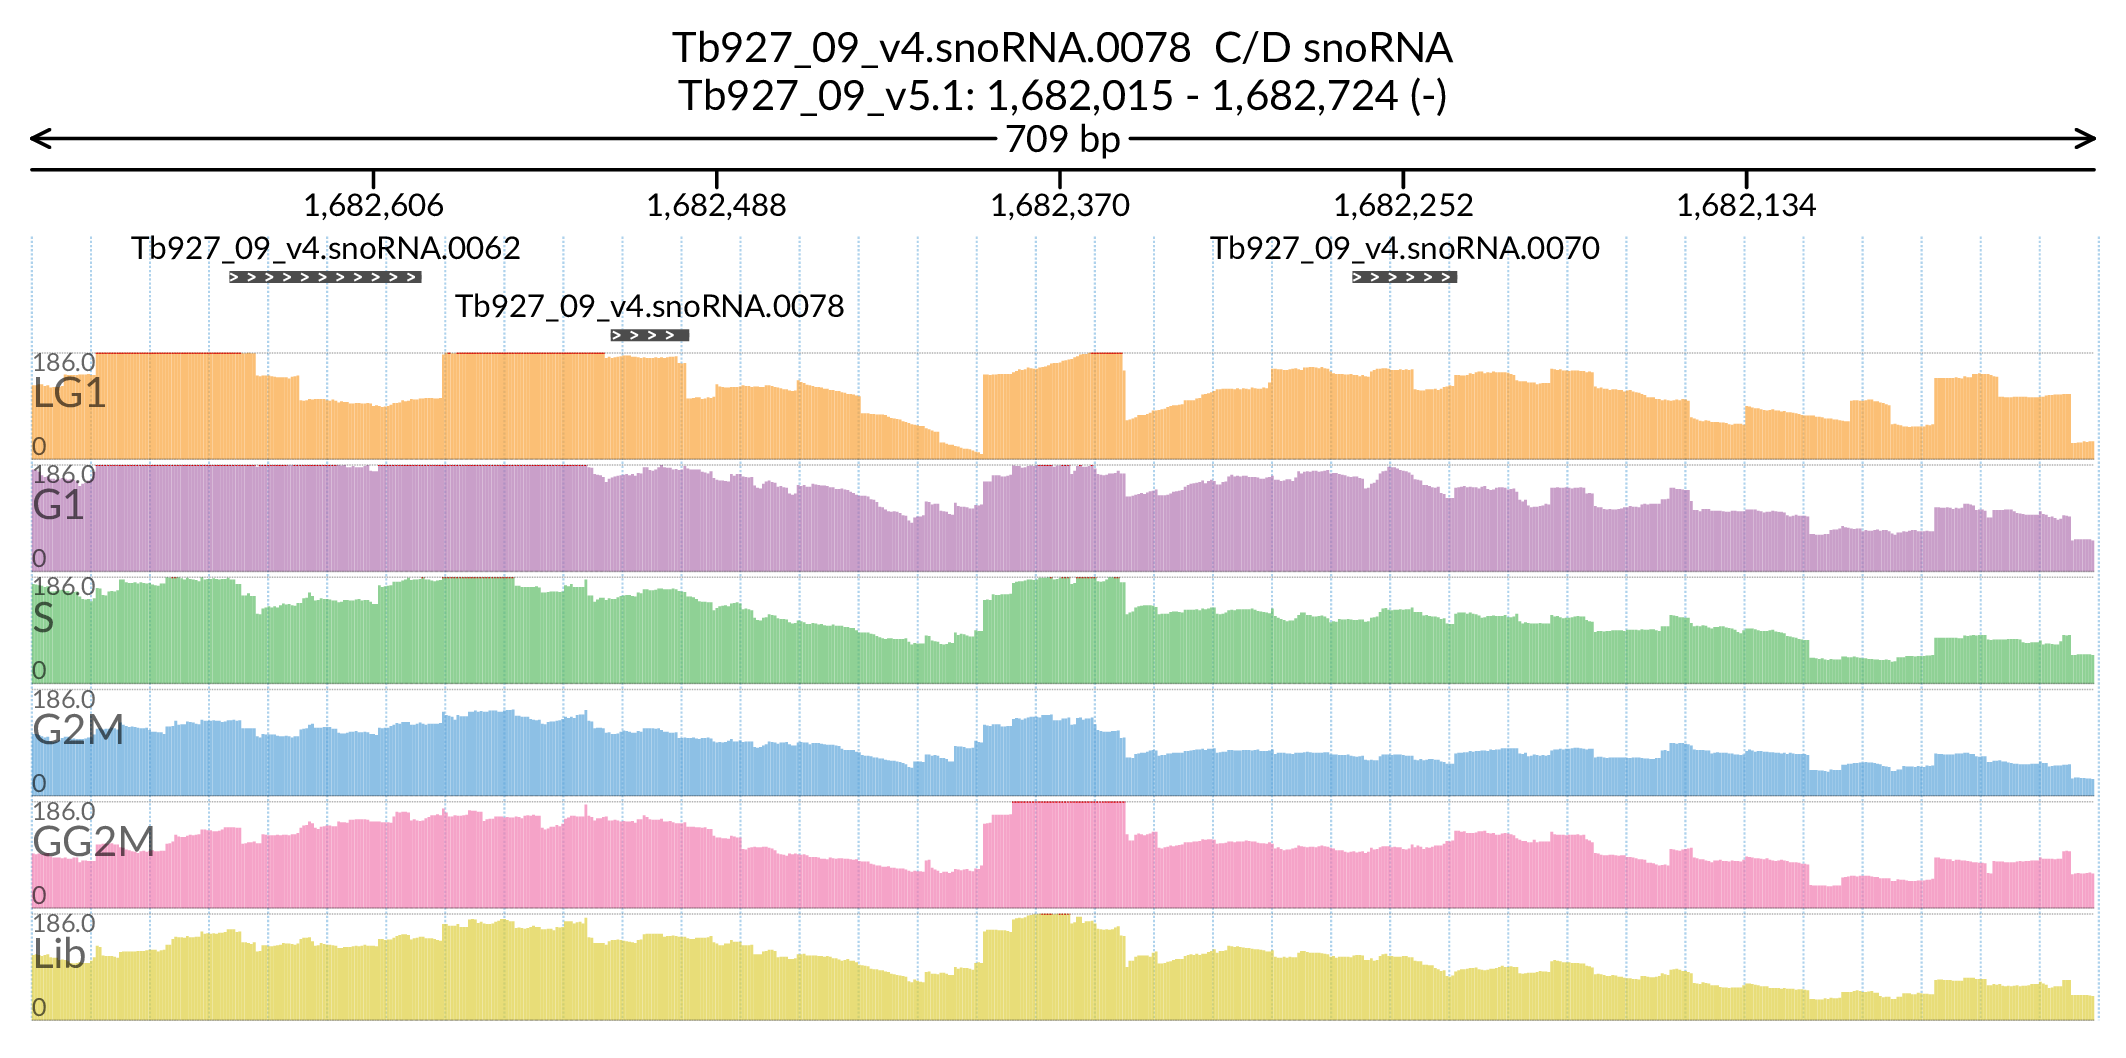 Tb927_09_v4.snoRNA.0078  C/D snoRNA
Tb927_09_v5.1: 1,682,015 - 1,682,724 (-)
709 bp
1,682,606 1,682,488 1,682,370 1,682,252 1,682,134
Tb927_09_v4.snoRNA.0062 Tb927_09_v4.snoRNA.0070
Tb927_09_v4.snoRNA.0078
186.0
LG1
0
186.0
G1
0
186.0
S
0
186.0
G2M
0
186.0
GG2M
0
186.0
Lib
0